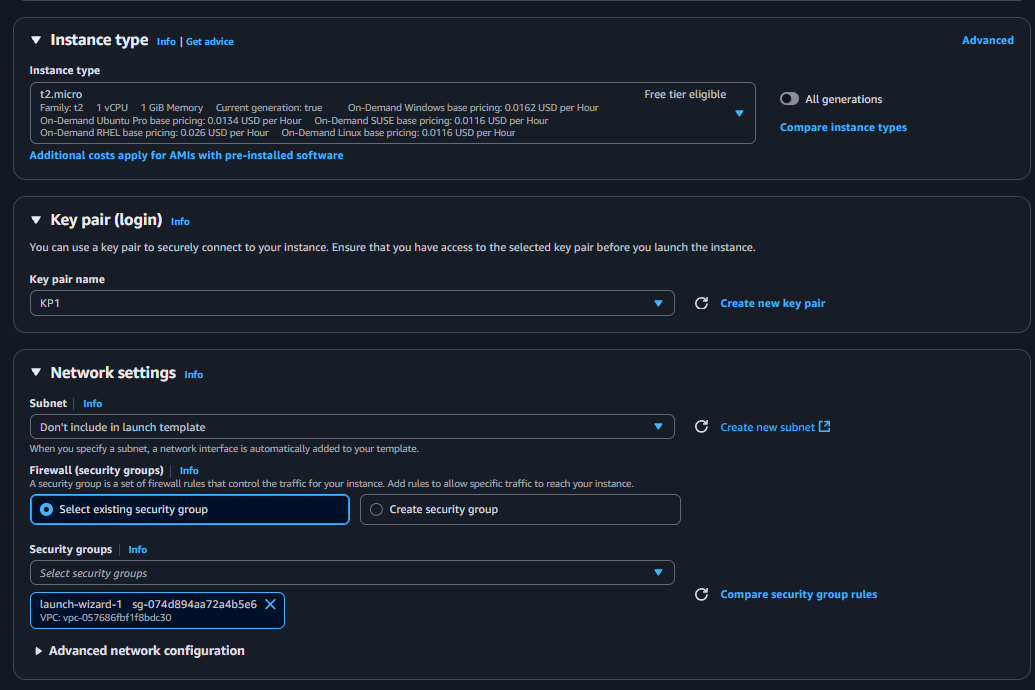 Instance type Info | Get advice Advanced
Instance type
t2.micro Free tier eligible
Family: t2 1 vCPU 1 GiB Memory Current generation: true On-Demand Windows base pricing: 0.0162 USD per Hour
On-Demand Ubuntu Pro base pricing: 0.0134 USD per Hour On-Demand SUSE base pricing: 0.0116 USD per Hour
On-Demand RHEL base pricing: 0.026 USD per Hour On-Demand Linux base pricing: 0.0116 USD per Hour
All generations
Compare instance types
Additional costs apply for AMIs with pre-installed software
Key pair (login) Info
You can use a key pair to securely connect to your instance. Ensure that you have access to the selected key pair before you launch the instance.
Key pair name
KP1 Create new key pair
Network settings Info
Subnet | Info
Don't include in launch template Create new subnet
When you specify a subnet, a network interface is automatically added to your template.
Firewall (security groups) | Info
A security group is a set of firewall rules that control the traffic for your instance. Add rules to allow specific traffic to reach your instance.
Select existing security group Create security group
Security groups | Info
Select security groups
launch-wizard-1 sg-074d894aa72a4b5e6
VPC: vpc-057686fbf1f8bdc30
Compare security group rules
Advanced network configuration